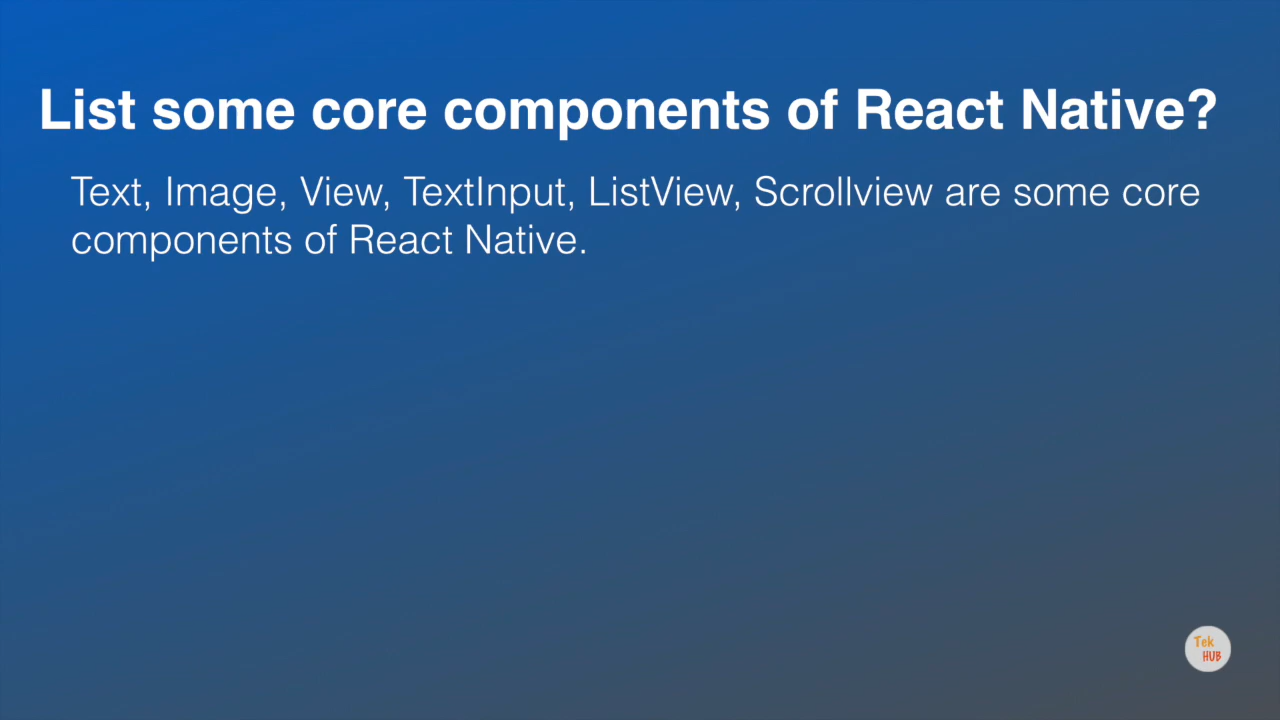 List some core components of React Native?
Text, Image, View, TextInput, ListView, Scrollview are some core
components of React Native.
Tek
HUB